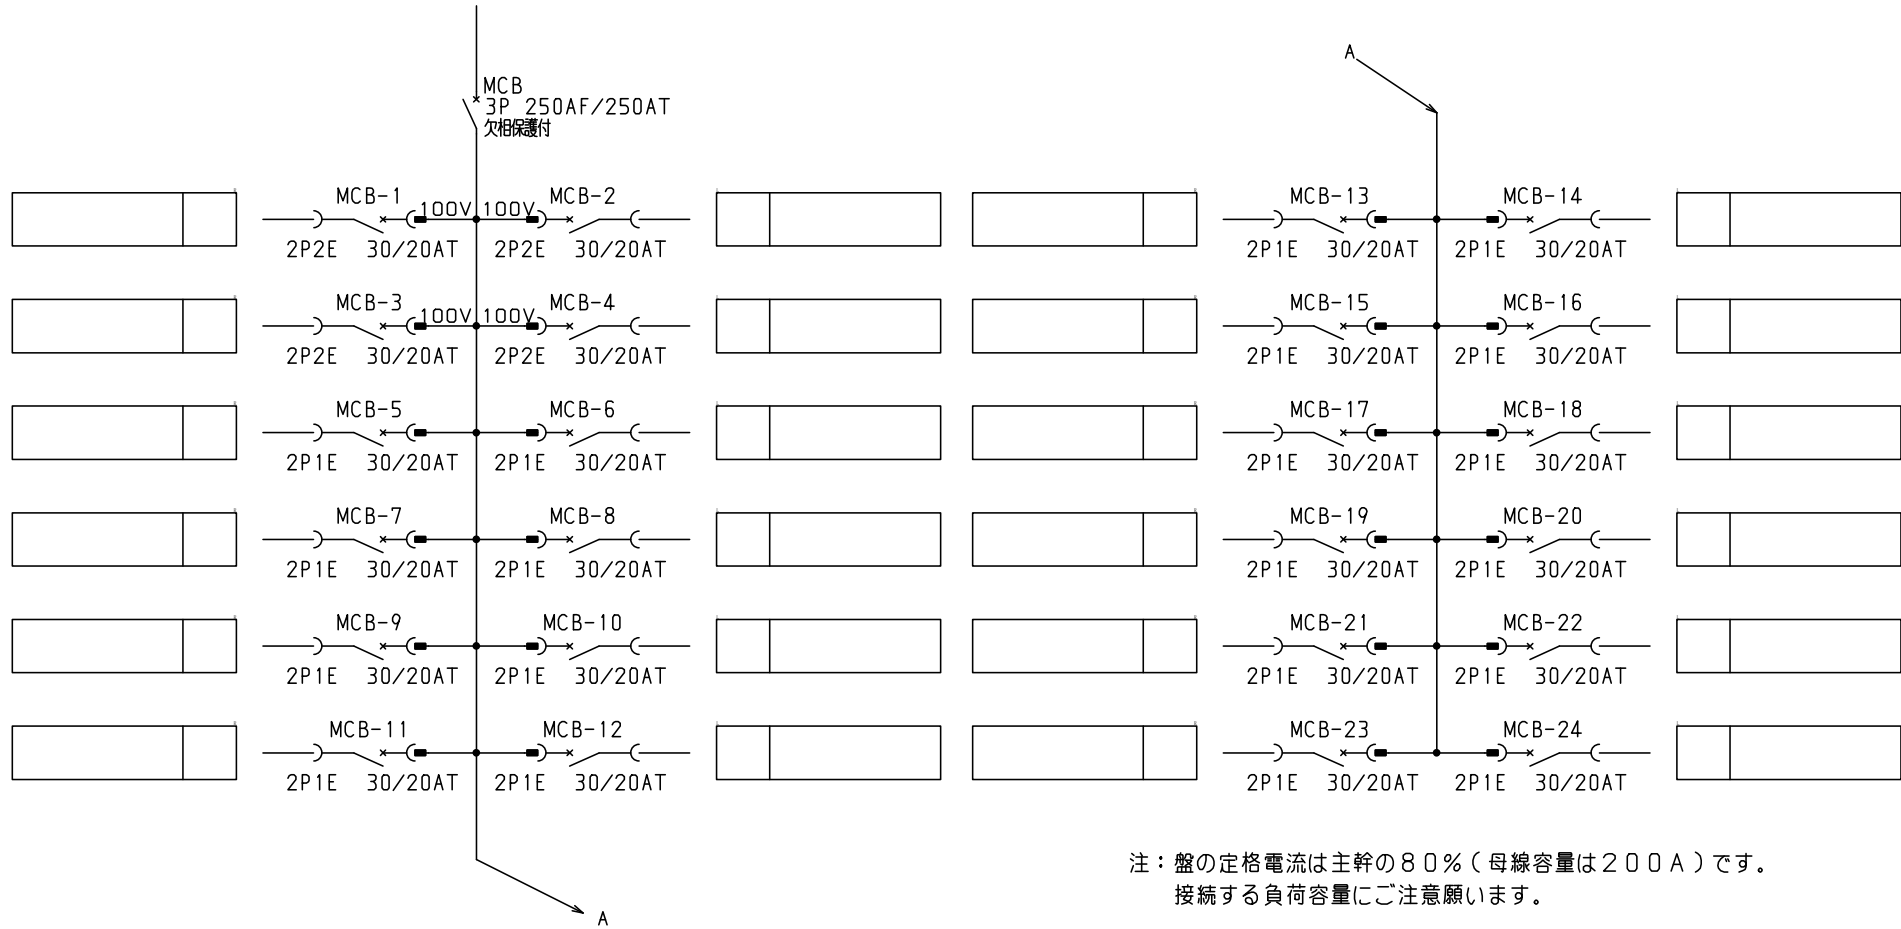 MCB
3P 250AF/250AT
欠相保護付
MCB-1 100V 100V MCB-2
2P2E 30/20AT 2P2E 30/20AT
MCB-3 100V 100V MCB-4
2P2E 30/20AT 2P2E 30/20AT
MCB-5 MCB-6
2P1E 30/20AT 2P1E 30/20AT
MCB-7 MCB-8
2P1E 30/20AT 2P1E 30/20AT
MCB-9 MCB-10
2P1E 30/20AT 2P1E 30/20AT
MCB-11 MCB-12
2P1E 30/20AT 2P1E 30/20AT
A
A
MCB-13 MCB-14
2P1E 30/20AT 2P1E 30/20AT
MCB-15 MCB-16
2P1E 30/20AT 2P1E 30/20AT
MCB-17 MCB-18
2P1E 30/20AT 2P1E 30/20AT
MCB-19 MCB-20
2P1E 30/20AT 2P1E 30/20AT
MCB-21 MCB-22
2P1E 30/20AT 2P1E 30/20AT
MCB-23 MCB-24
2P1E 30/20AT 2P1E 30/20AT
注：盤の定格電流は主幹の８０％（母線容量は２００Ａ）です。
接続する負荷容量にご注意願います。